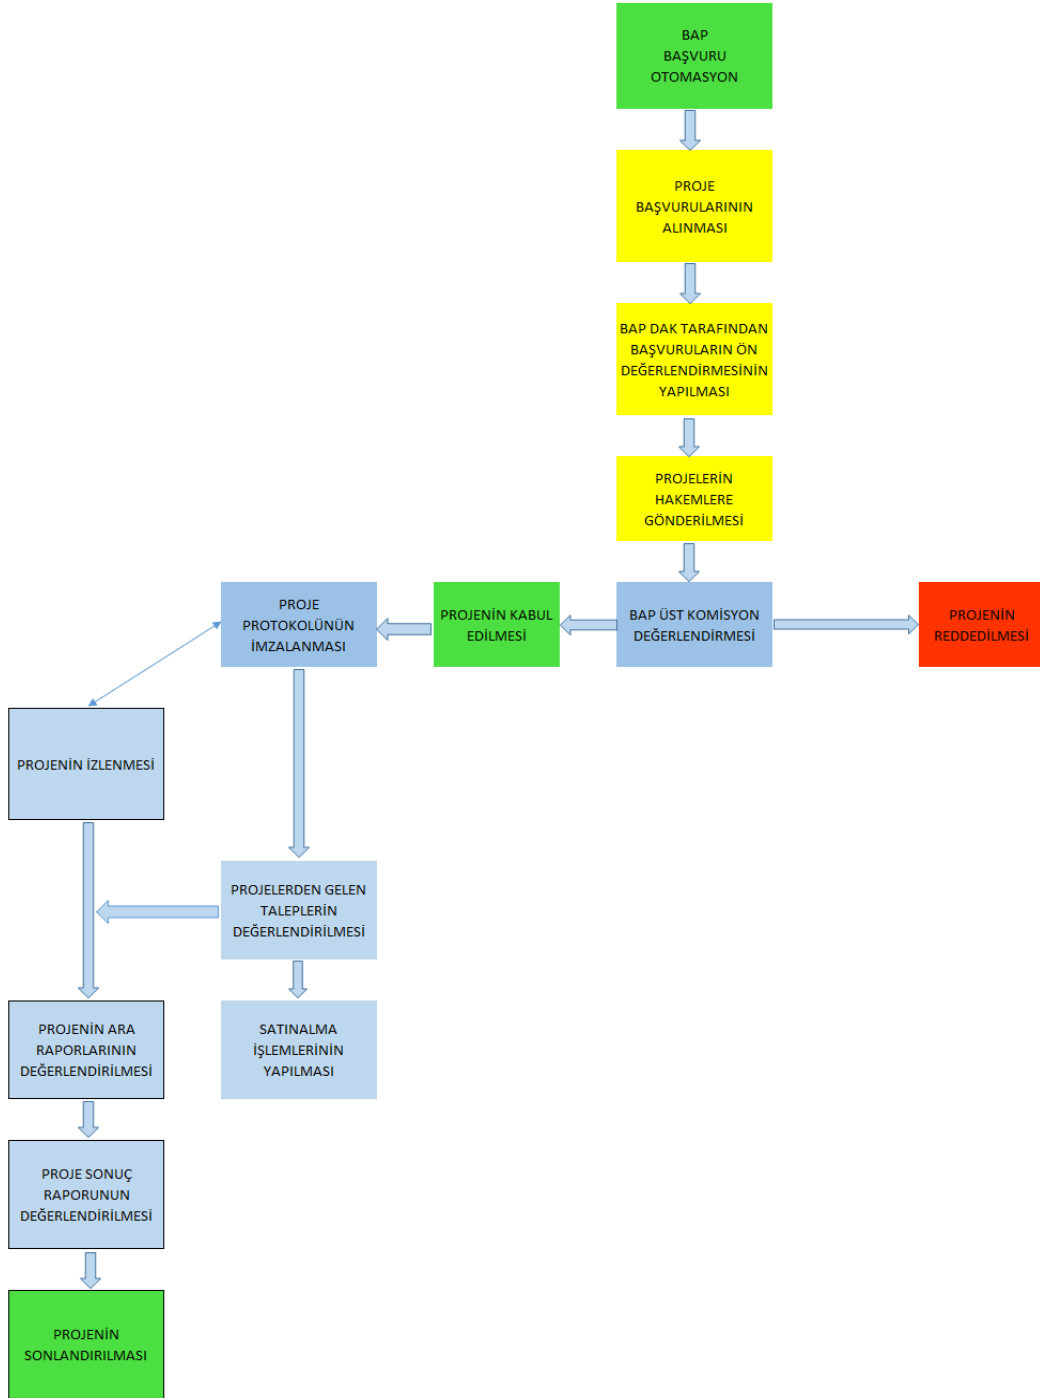 BAP
BAŞVURU
OTOMASYON
PROJE
BAŞVURULARININ
ALINMASI
BAP DAK TARAFINDAN
BAŞVURULARIN ÖN
DEĞERLENDİRMESİNİN
YAPILMASI
PROJELERİN
HAKEMLERE
GÖNDERİLMESİ
BAP ÜST KOMİSYON
DEĞERLENDİRMESİ
PROJENİN
REDDEDİLMESİ
PROJENİN KABUL
EDİLMESİ
PROJE
PROTOKOLÜNÜN
İMZALANMASI
PROJENİN İZLENMESİ
PROJELERDEN GELEN
TALEPLERİN
DEĞERLENDİRİLMESİ
SATINALMA
İŞLEMLERİNİN
YAPILMASI
PROJENİN ARA
RAPORLARININ
DEĞERLENDİRİLMESİ
PROJE SONUÇ
RAPORUNUN
DEĞERLENDİRİLMESİ
PROJENİN
SONLANDIRILMASI